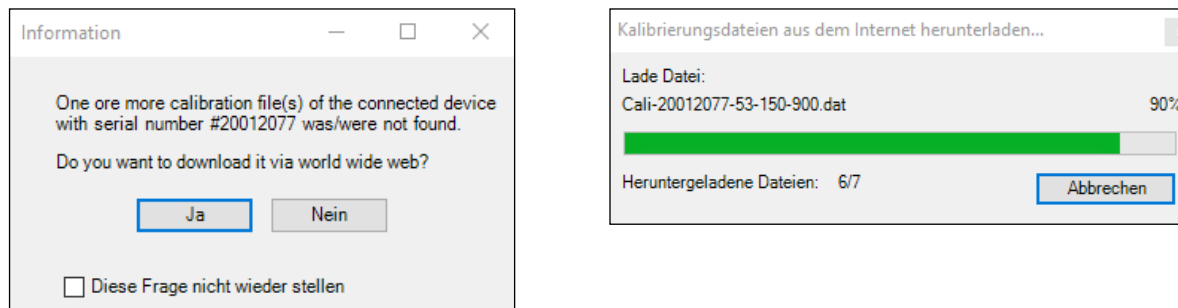 Information
One ore more calibration file(s) of the connected device
with serial number #20012077 was/were not found.
Do you want to download it via world wide web?
Ja
Nein
Diese Frage nicht wieder stellen
Kalibrierungsdateien aus dem Internet herunterladen...
Lade Datei:
Cali-20012077-53-150-900.dat
90%
Heruntergeladene Dateien: 6/7
Abbrechen